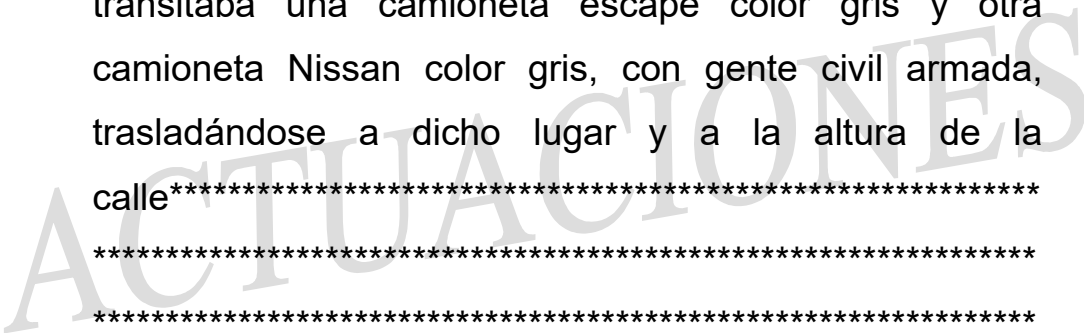 transitaba una camioneta escape color gris y otra
camioneta Nissan color gris, con gente civil armada,
trasladándose a dicho lugar y a la altura de la
calle************************************************************
*****************************************************************
*****************************************************************
ACTUACIONES